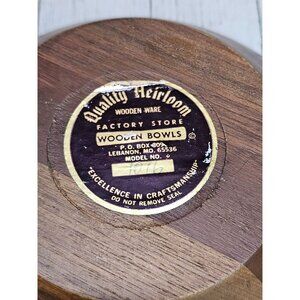 Quality Heirloom
WOODEN WARE
FACTORY STORE
WOODEN BOWLS
P.O. BOX
LEBANON, MO. 65536
MODEL NO.
"EXCELLENCE IN CRAFTSMANSHIP"
DO NOT REMOVE SEAL